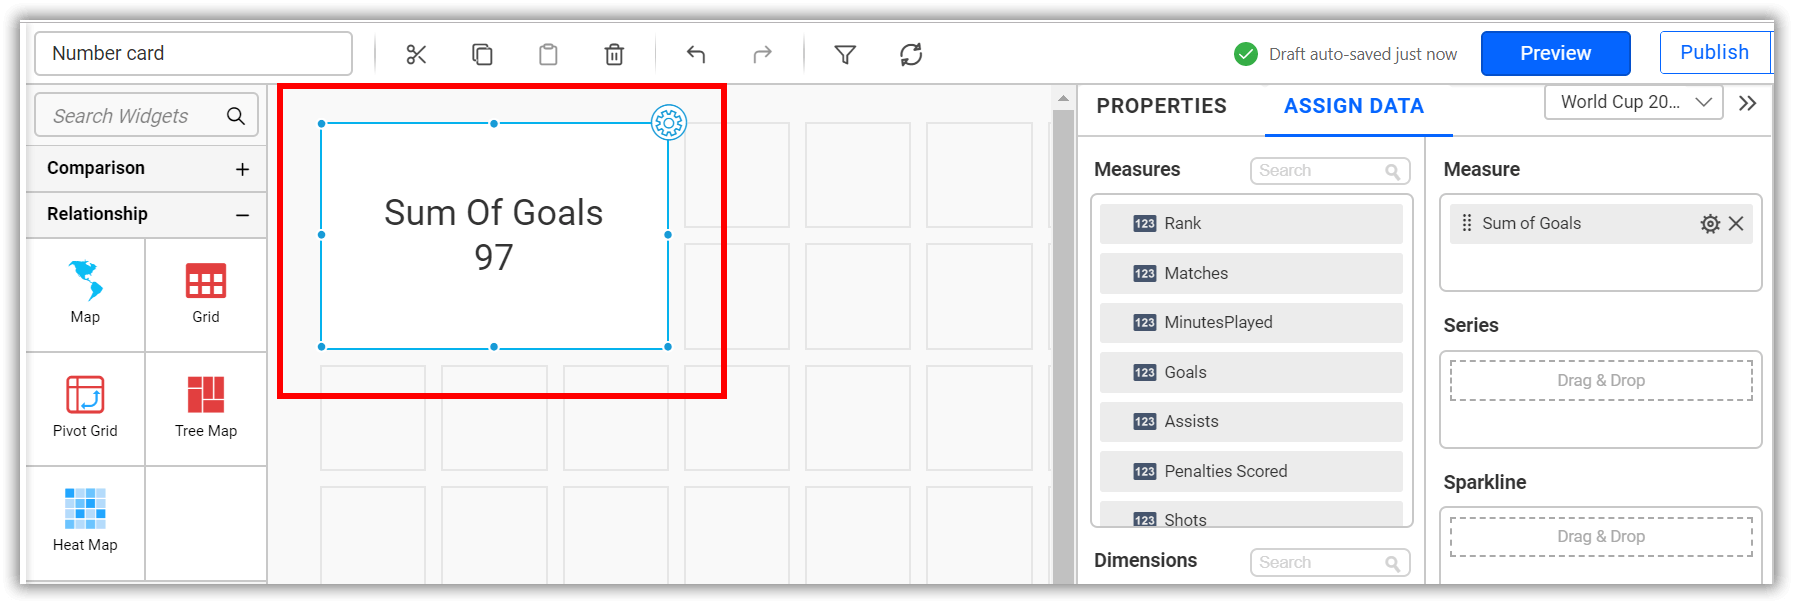 Number card
Draft auto-saved just now
Preview
Publish
Search Widgets
Comparison
Relationship
Map
Grid
Pivot Grid
Tree Map
Heat Map
Sum Of Goals
97
PROPERTIES
ASSIGN DATA
World Cup 20...
Measures
Search
123 Rank
123 Matches
123 MinutesPlayed
123 Goals
123 Assists
123 Penalties Scored
123 Shots
Dimensions
Search
Measure
Sum of Goals
Series
Drag & Drop
Sparkline
Drag & Drop